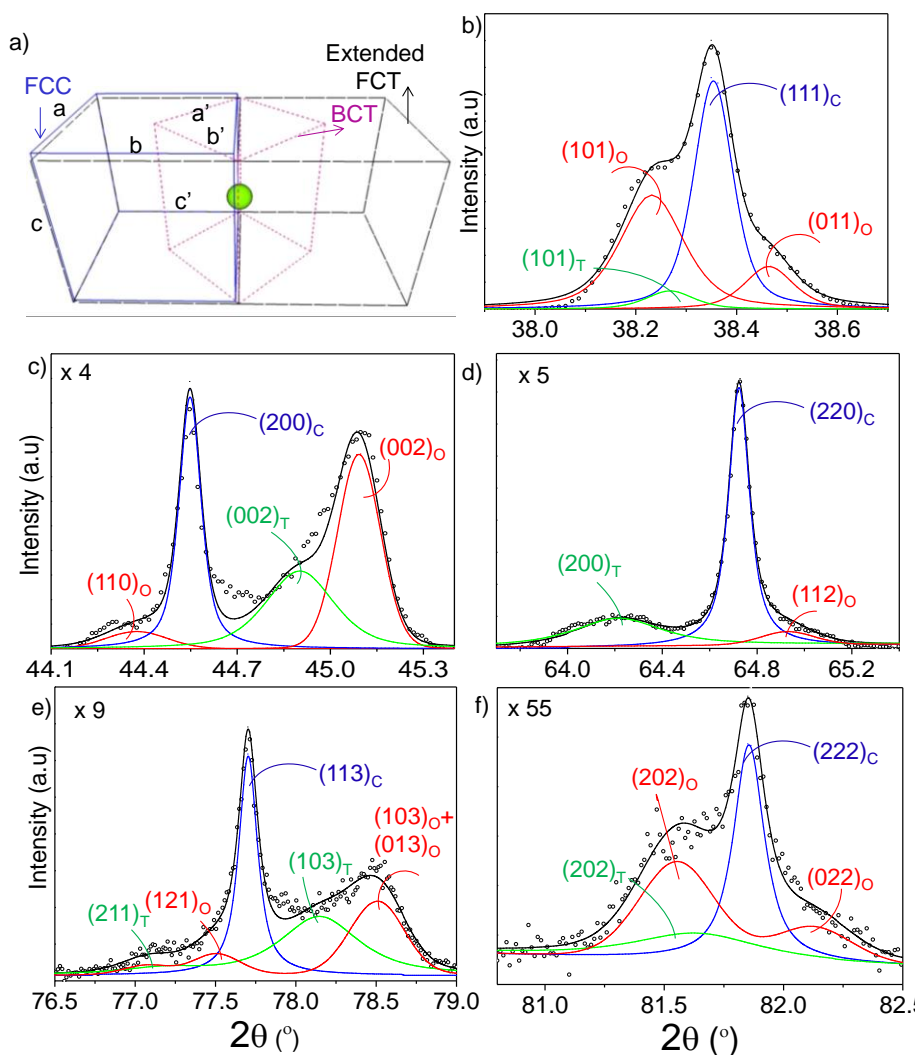 a)
Extended
FCT
FCC
a
a'
BCT
b'
b
c'
c
b)
(111)C
(101)O
(011)O
(101)T
Intensity (a.u)
38.0 38.2 38.4 38.6
c)
x 4
(200)C
(002)O
(002)T
(110)O
Intensity (a.u)
44.1 44.4 44.7 45.0 45.3
d)
x 5
(220)C
(200)T
(112)O
64.0 64.4 64.8 65.2
e)
x 9
(113)C
(103)O+
(013)O
(103)T
(211)T
(121)O
Intensity (a.u)
76.5 77.0 77.5 78.0 78.5 79.0
2θ (º)
f)
x 55
(222)C
(202)O
(202)T
(022)O
81.0 81.5 82.0 82.5
2θ (º)